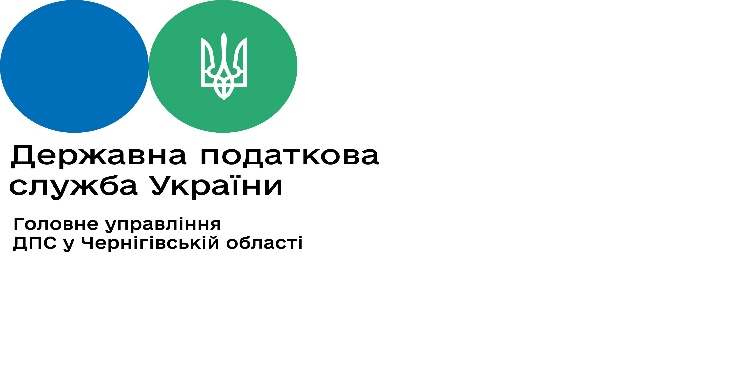 Державна податкова
служба України
Головне управління
ДПС у Чернігівській області